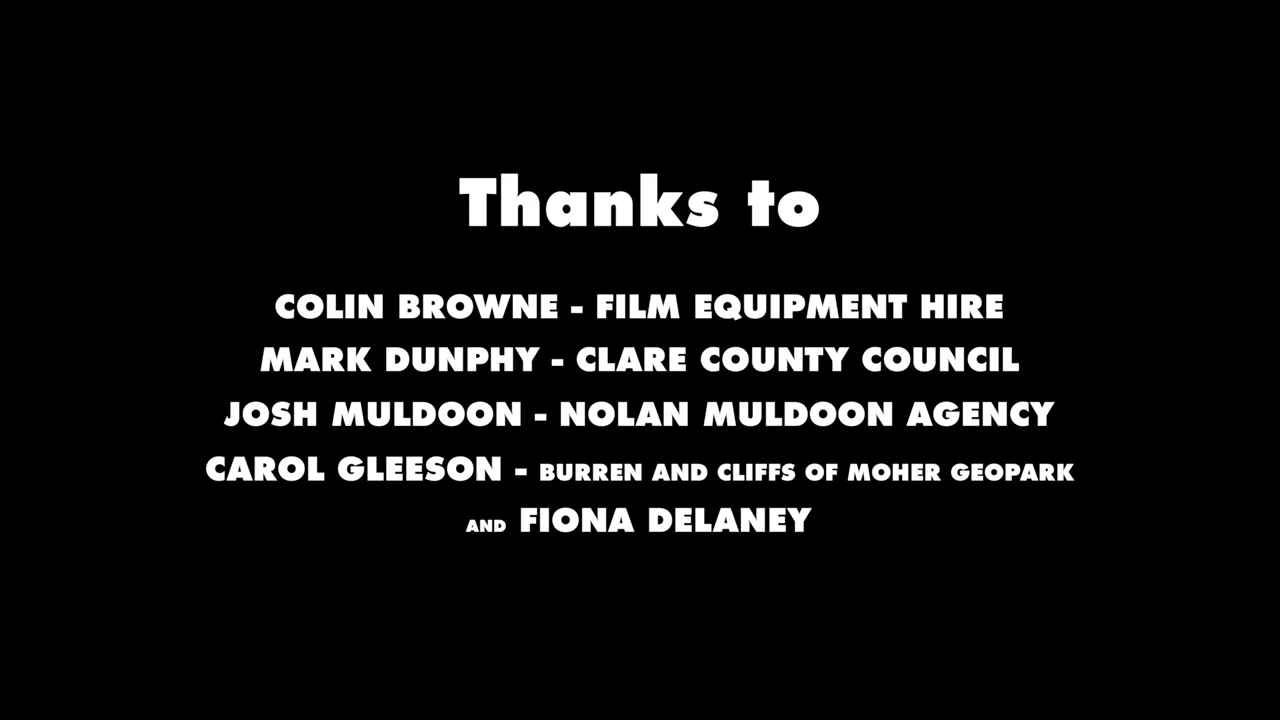 Thanks to
COLIN BROWNE - FILM EQUIPMENT HIRE
MARK DUNPHY - CLARE COUNTY COUNCIL
JOSH MULDOON - NOLAN MULDOON AGENCY
CAROL GLEESON - BURREN AND CLIFFS OF MOHER GEOPARK
AND FIONA DELANEY